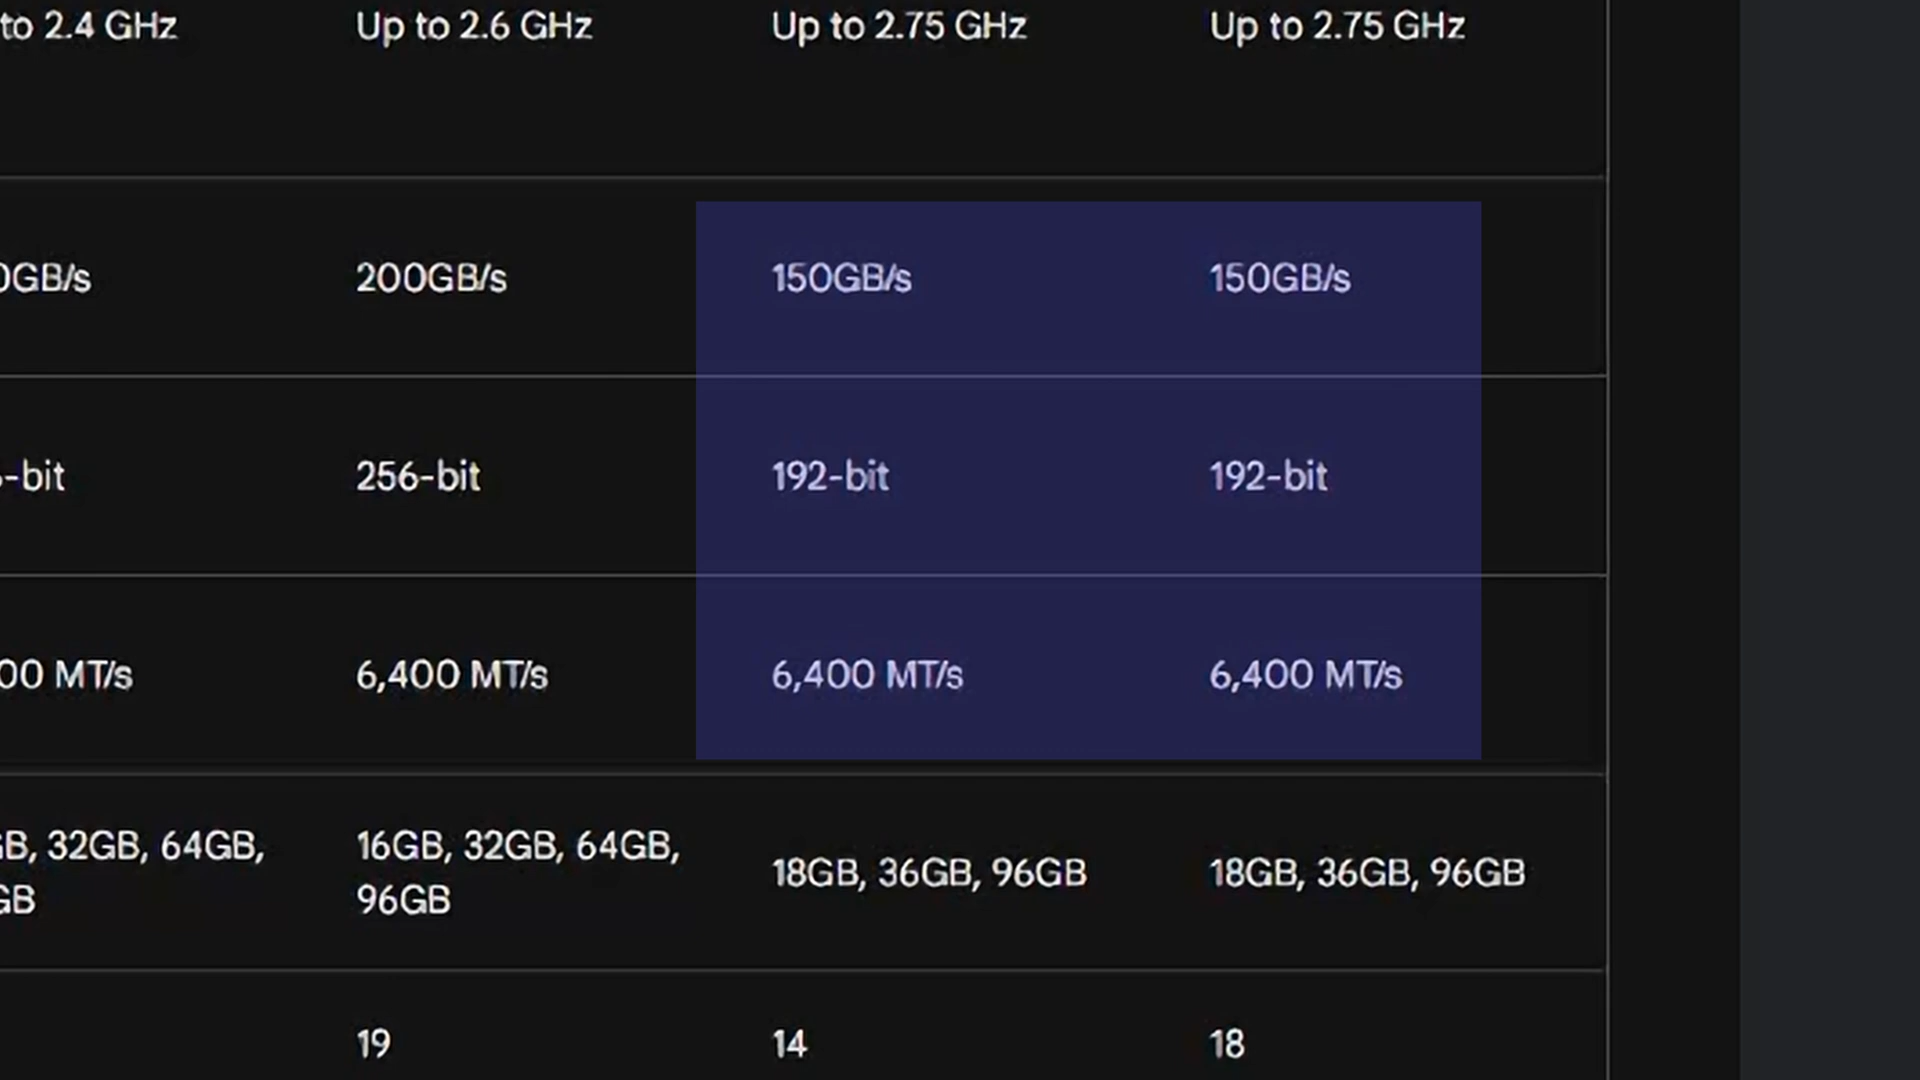 to 2.4 GHz Up to 2.6 GHz Up to 2.75 GHz Up to 2.75 GHz
0GB/s 200GB/s 150GB/s 150GB/s
-bit 256-bit 192-bit 192-bit
00 MT/s 6,400 MT/s 6,400 MT/s 6,400 MT/s
GB, 32GB, 64GB, 16GB, 32GB, 64GB, 18GB, 36GB, 96GB 18GB, 36GB, 96GB
GB 96GB
19 14 18